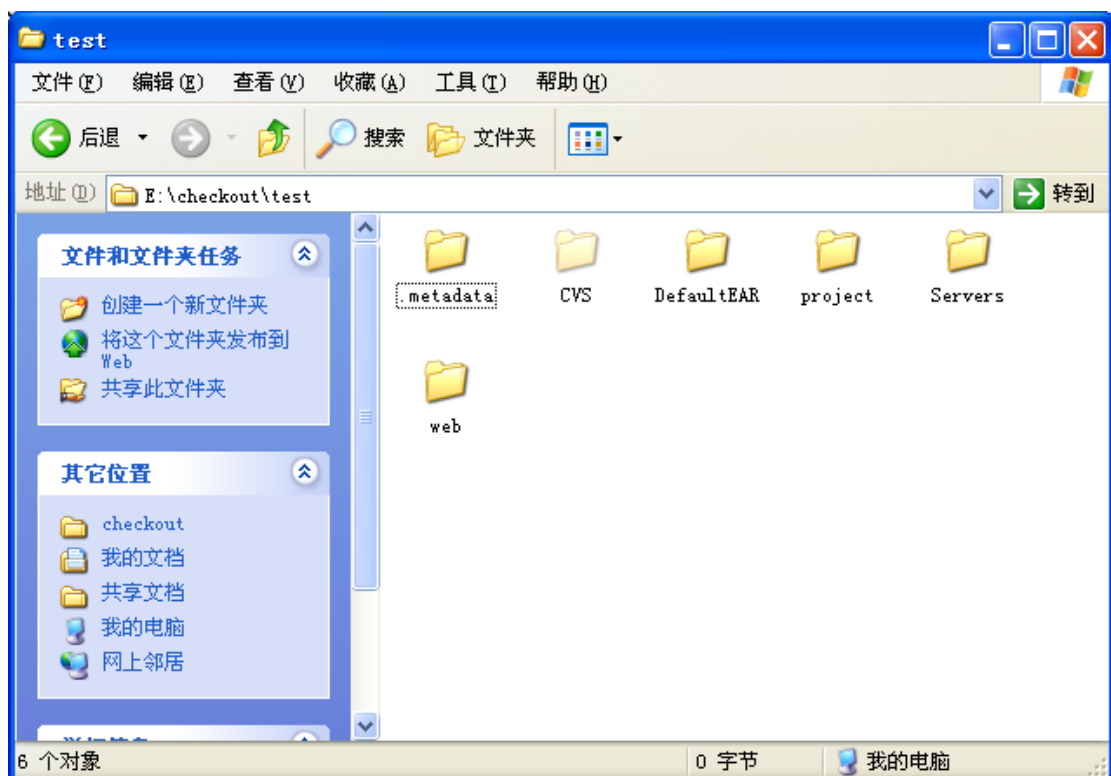 test
文件(F) 编辑(E) 查看(V) 收藏(A) 工具(T) 帮助(H)
后退 搜索 文件夹
地址(D) E:\checkout\test 转到
文件和文件夹任务
创建一个新文件夹
将这个文件夹发布到
Web
共享此文件夹
其它位置
checkout
我的文档
共享文档
我的电脑
网上邻居
.metadata CVS DefaultEAR project Servers
web
6 个对象 0 字节 我的电脑